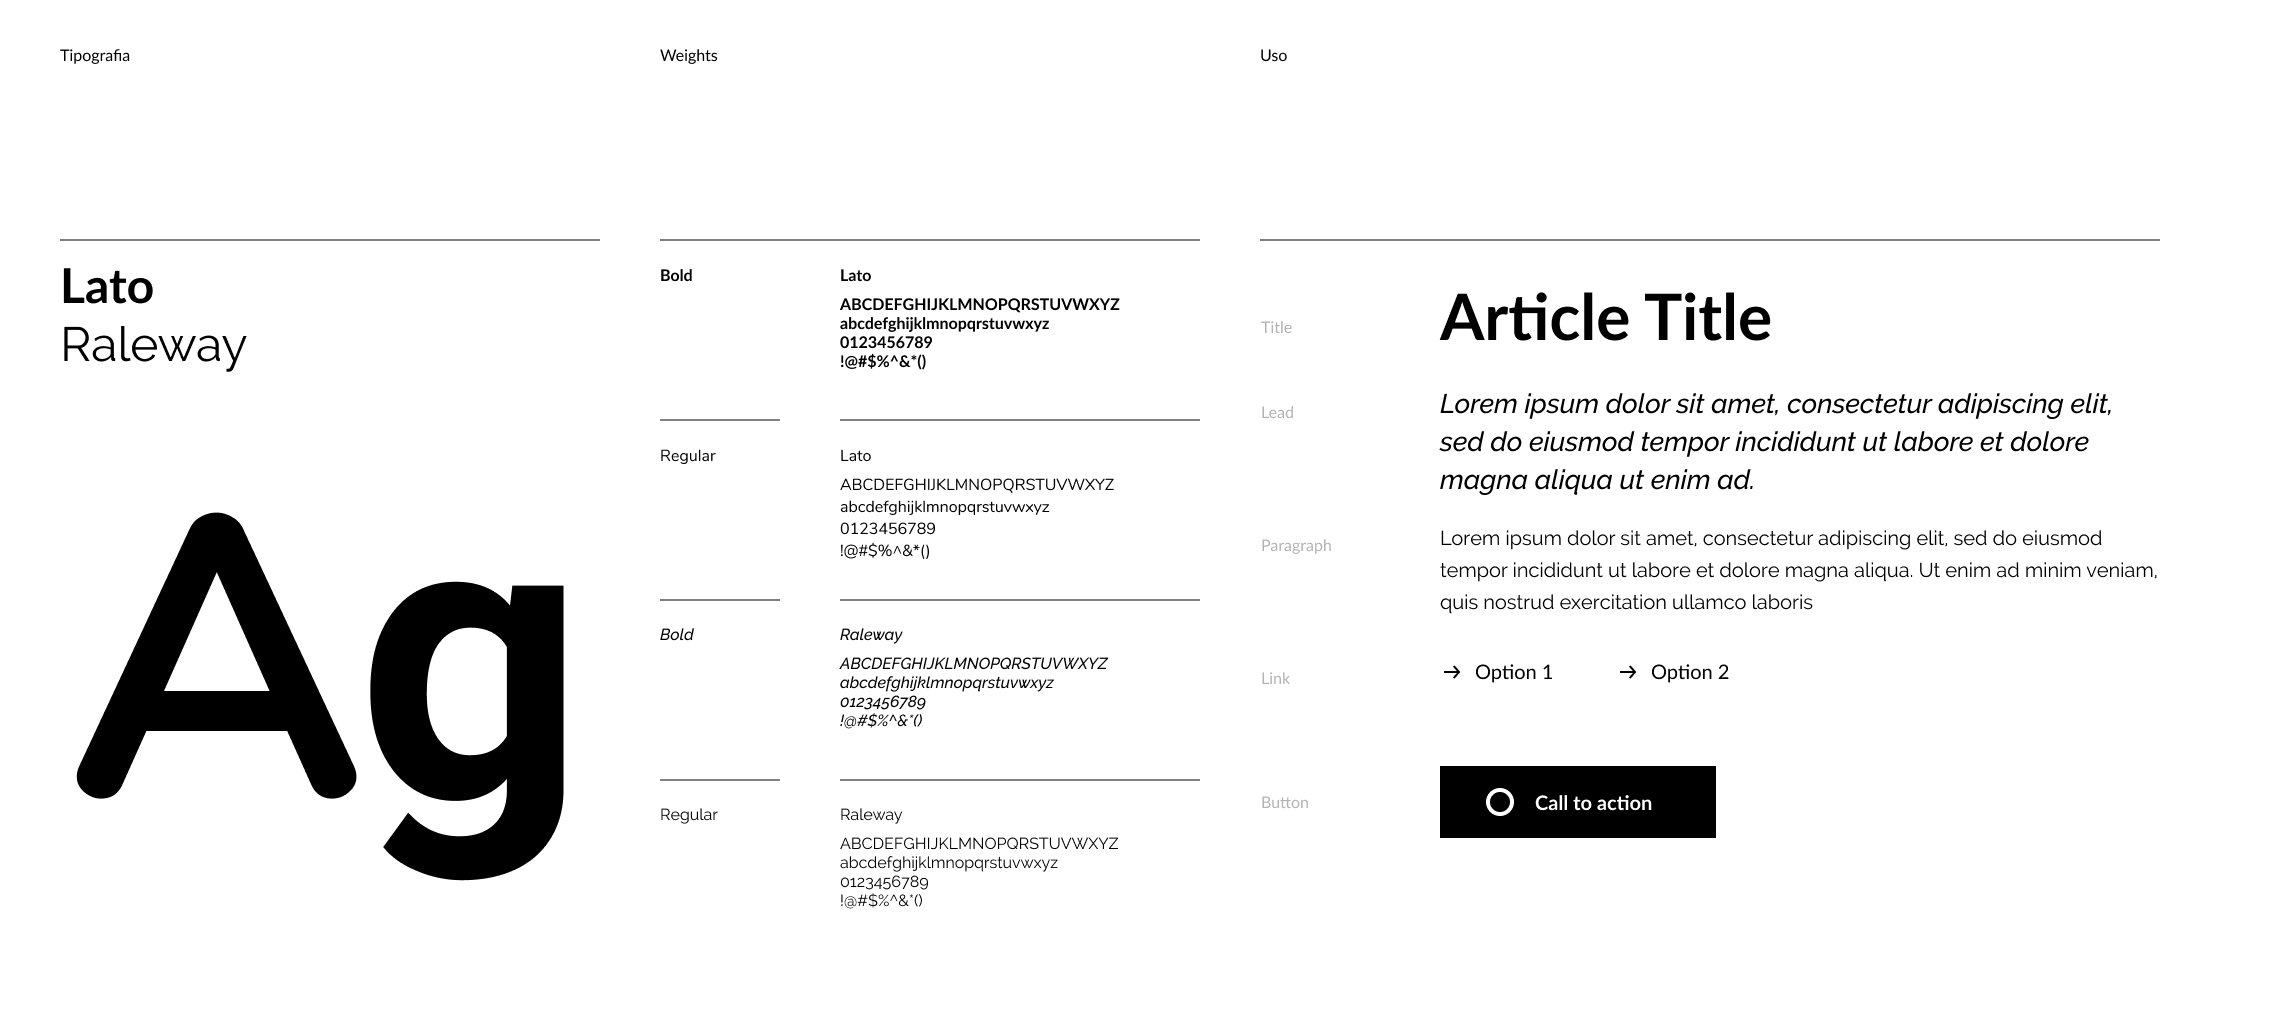 Tipografia
Weights
Uso
Lato
Raleway
Ag
Bold
Lato
ABCDEFGHIJKLMNOPQRSTUVWXYZ
abcdefghijklmnopqrstuvwxyz
0123456789
!@#$%^&*()
Regular
Lato
ABCDEFGHIJKLMNOPQRSTUVWXYZ
abcdefghijklmnopqrstuvwxyz
0123456789
!@#$%^&*()
Bold
Raleway
ABCDEFGHIJKLMNOPQRSTUVWXYZ
abcdefghijklmnopqrstuvwxyz
0123456789
!@#$%^&*()
Regular
Raleway
ABCDEFGHIJKLMNOPQRSTUVWXYZ
abcdefghijklmnopqrstuvwxyz
0123456789
!@#$%^&*()
Title
Article Title
Lead
Lorem ipsum dolor sit amet, consectetur adipiscing elit,
sed do eiusmod tempor incididunt ut labore et dolore
magna aliqua ut enim ad.
Paragraph
Lorem ipsum dolor sit amet, consectetur adipiscing elit, sed do eiusmod
tempor incididunt ut labore et dolore magna aliqua. Ut enim ad minim veniam,
quis nostrud exercitation ullamco laboris
Link
→ Option 1 → Option 2
Button
Call to action